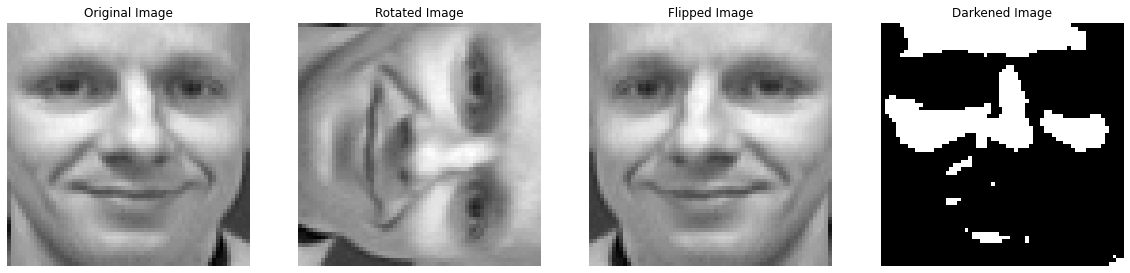 Original Image
Rotated Image
Flipped Image
Darkened Image